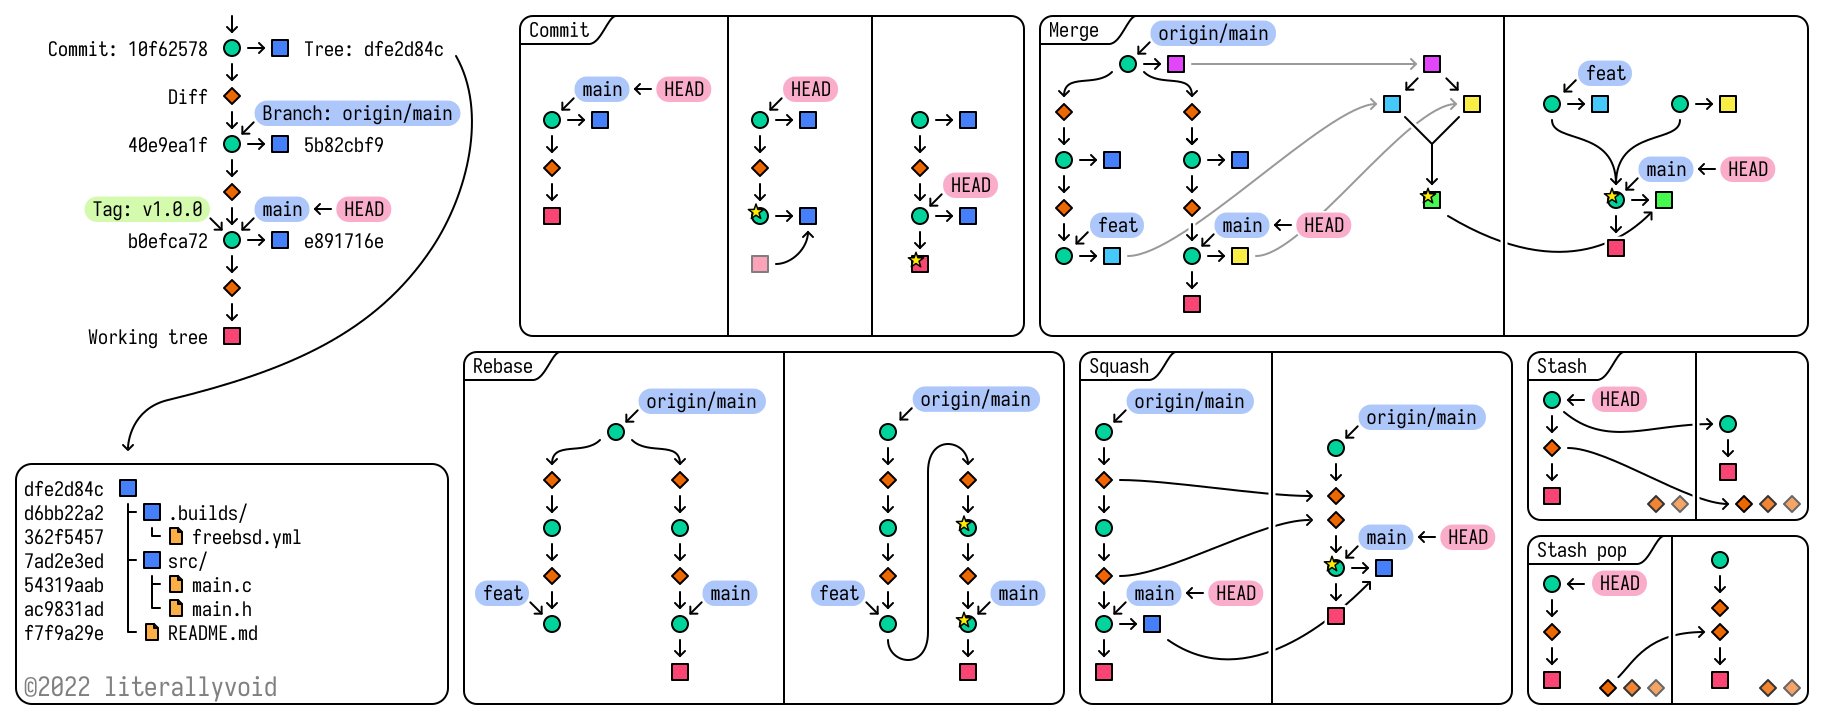 Commit: 10f62578 Tree: dfe2d84c
Diff
Branch: origin/main
40e9ea1f 5b82cbf9
Tag: v1.0.0 main HEAD
b0efca72 e891716e
Working tree
dfe2d84c
d6bb22a2 .builds/
362f5457 freebsd.yml
7ad2e3ed src/
54319aab main.c
ac9831ad main.h
f7f9a29e README.md
©2022 literallyvoid
Commit
main HEAD
HEAD
HEAD
Merge
origin/main
feat
main HEAD
feat
main HEAD
Rebase
origin/main
feat
main
origin/main
feat
main
Squash
origin/main
main HEAD
origin/main
main HEAD
Stash
HEAD
Stash pop
HEAD